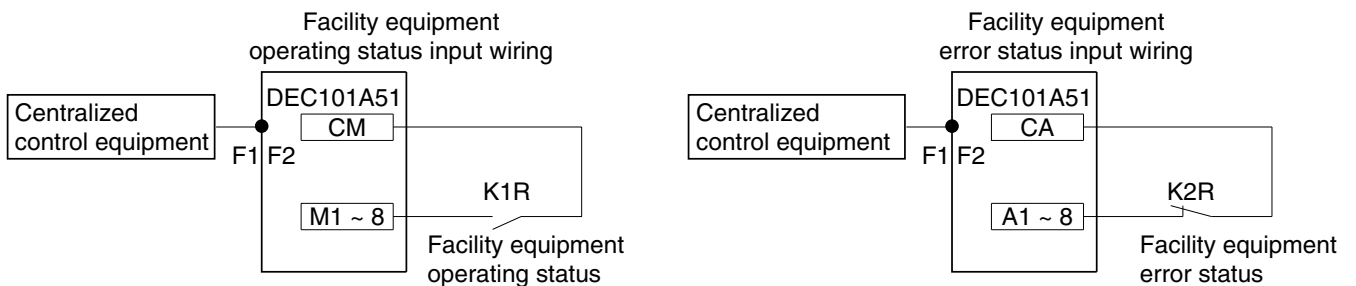 Facility equipment
operating status input wiring
DEC101A51
Centralized
control equipment
F1 F2
CM
K1R
M1 ~ 8
Facility equipment
operating status
Facility equipment
error status input wiring
DEC101A51
Centralized
control equipment
F1 F2
CA
K2R
A1 ~ 8
Facility equipment
error status